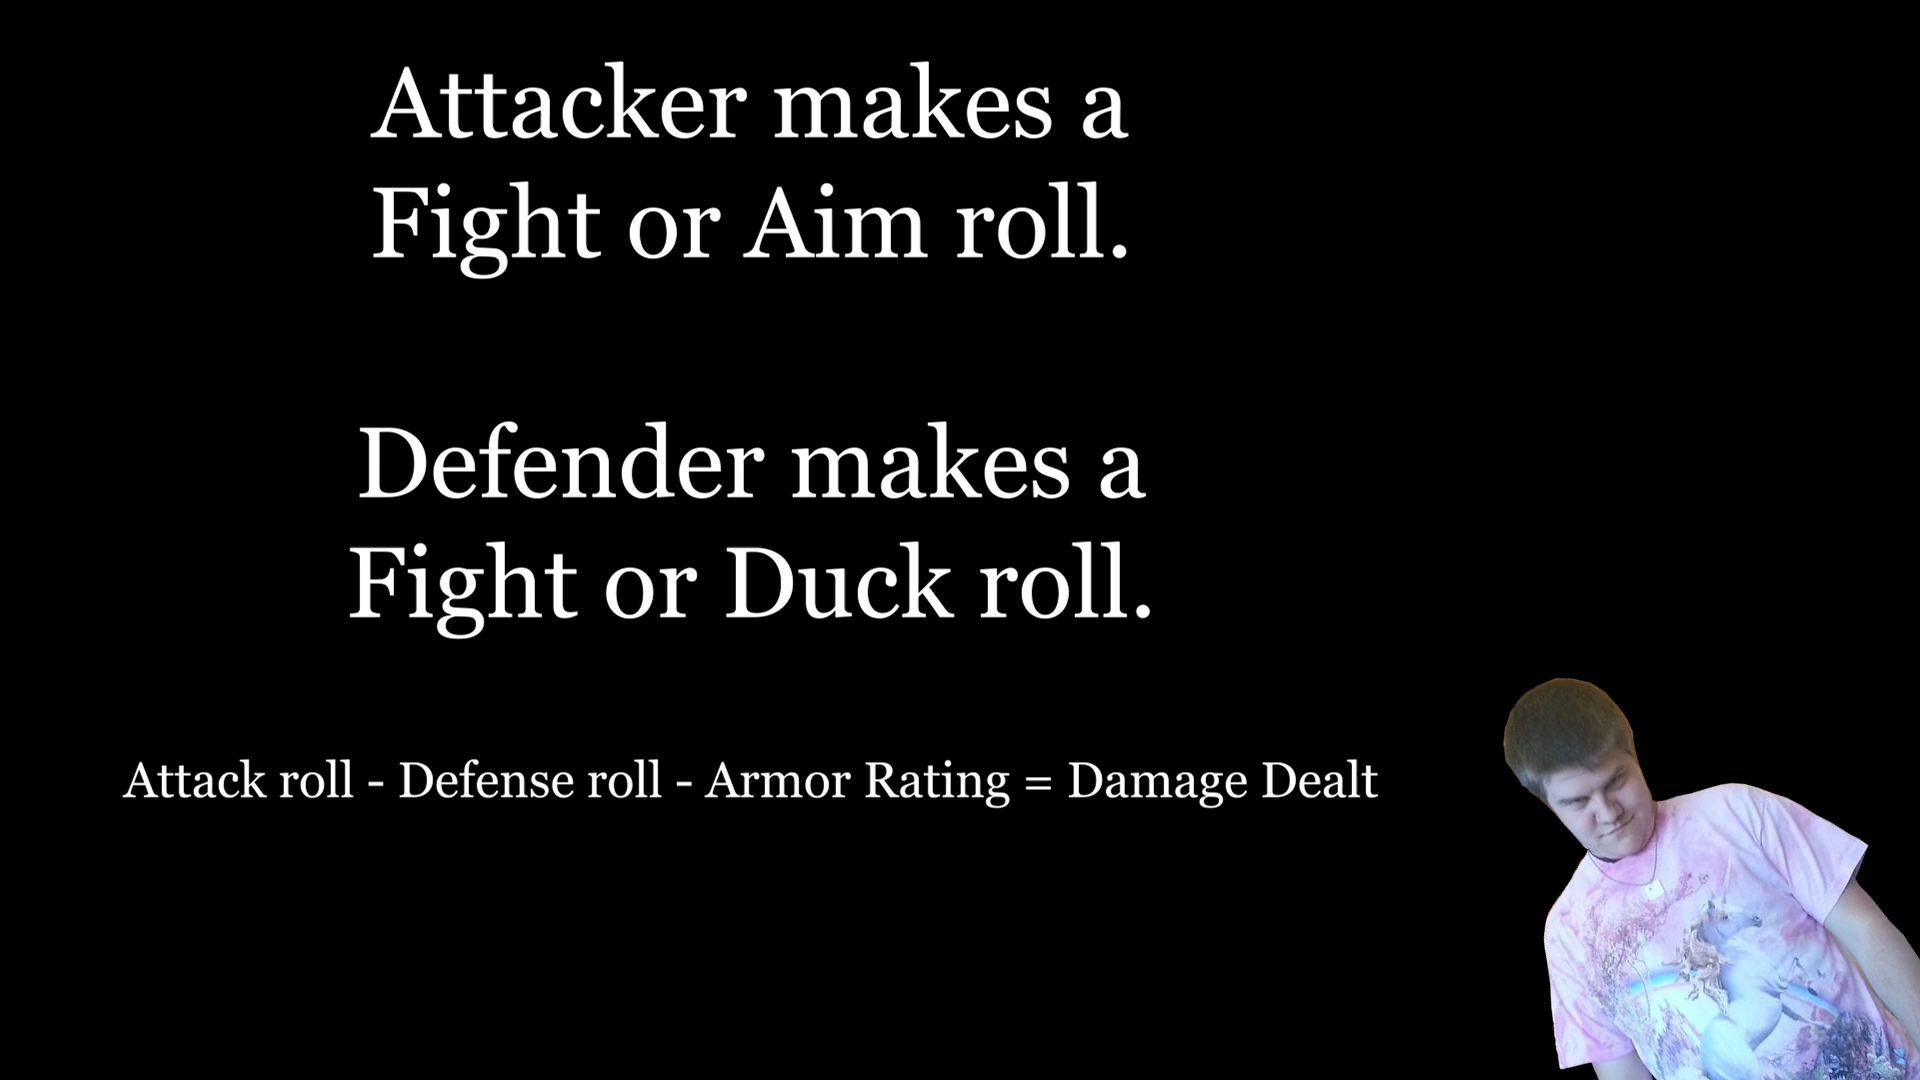 Attacker makes a
Fight or Aim roll.
Defender makes a
Fight or Duck roll.
Attack roll - Defense roll - Armor Rating = Damage Dealt